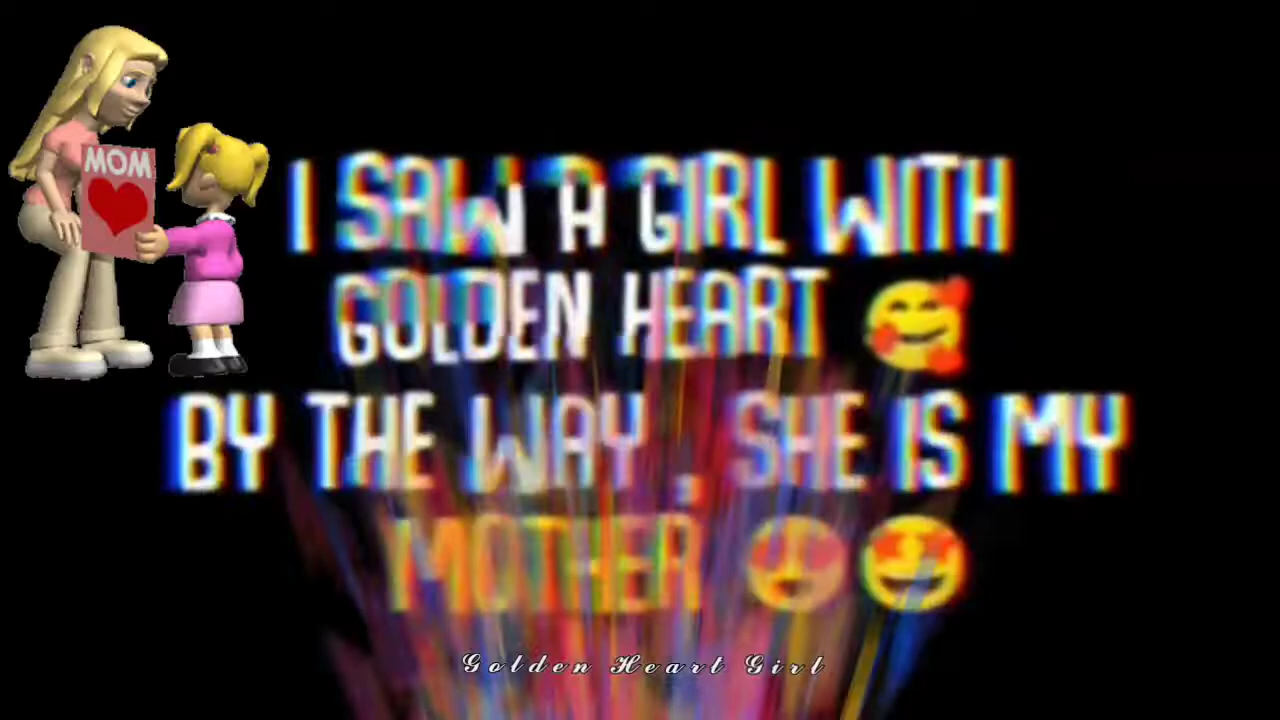 MOM
I SAW A GIRL WITH
GOLDEN HEART 🥰
BY THE WAY , SHE IS MY
MOTHER 😍 🤩
Golden Heart Girl